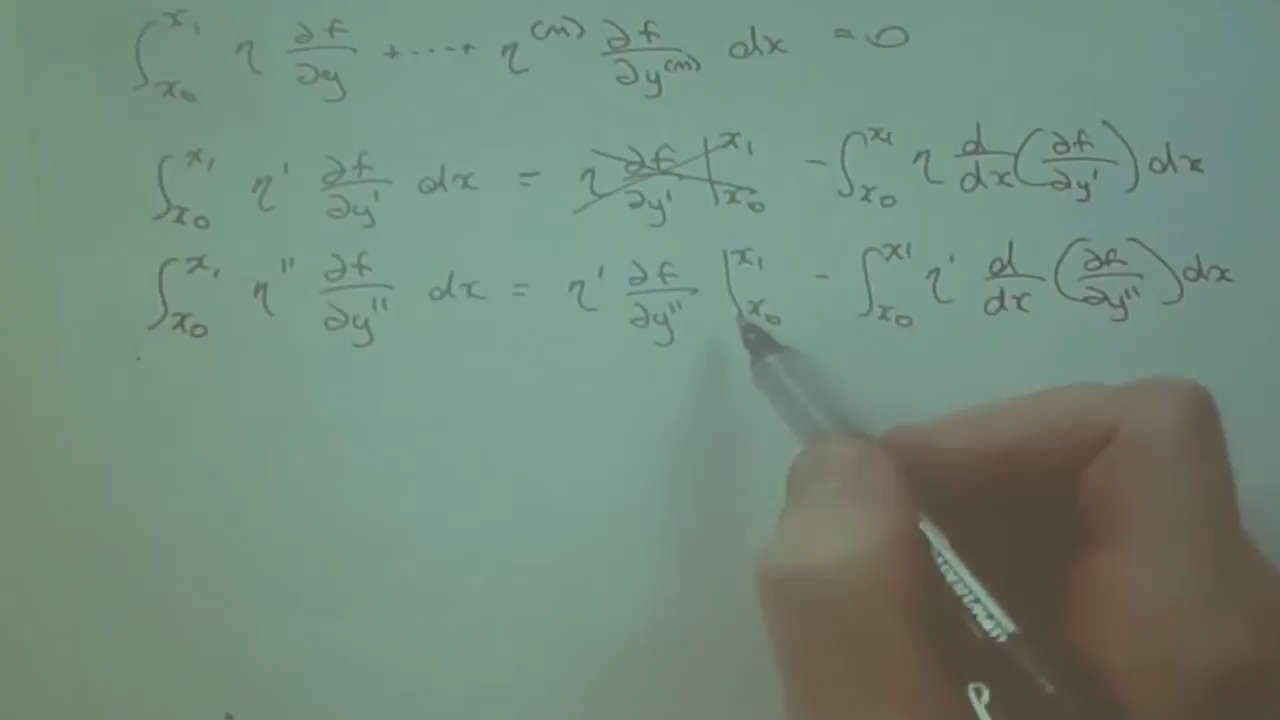 ∫_{x₀}^{x₁} η ∂f/∂y + ⋯ + η^{(n)} ∂f/∂y^{(n)} dx = 0
∫_{x₀}^{x₁} η' ∂f/∂y' dx = η ∂f/∂y' |_{x₀}^{x₁} − ∫_{x₀}^{x₁} η d/dx (∂f/∂y') dx
∫_{x₀}^{x₁} η'' ∂f/∂y'' dx = η' ∂f/∂y'' |_{x₀}^{x₁} − ∫_{x₀}^{x₁} η' d/dx (∂f/∂y'') dx